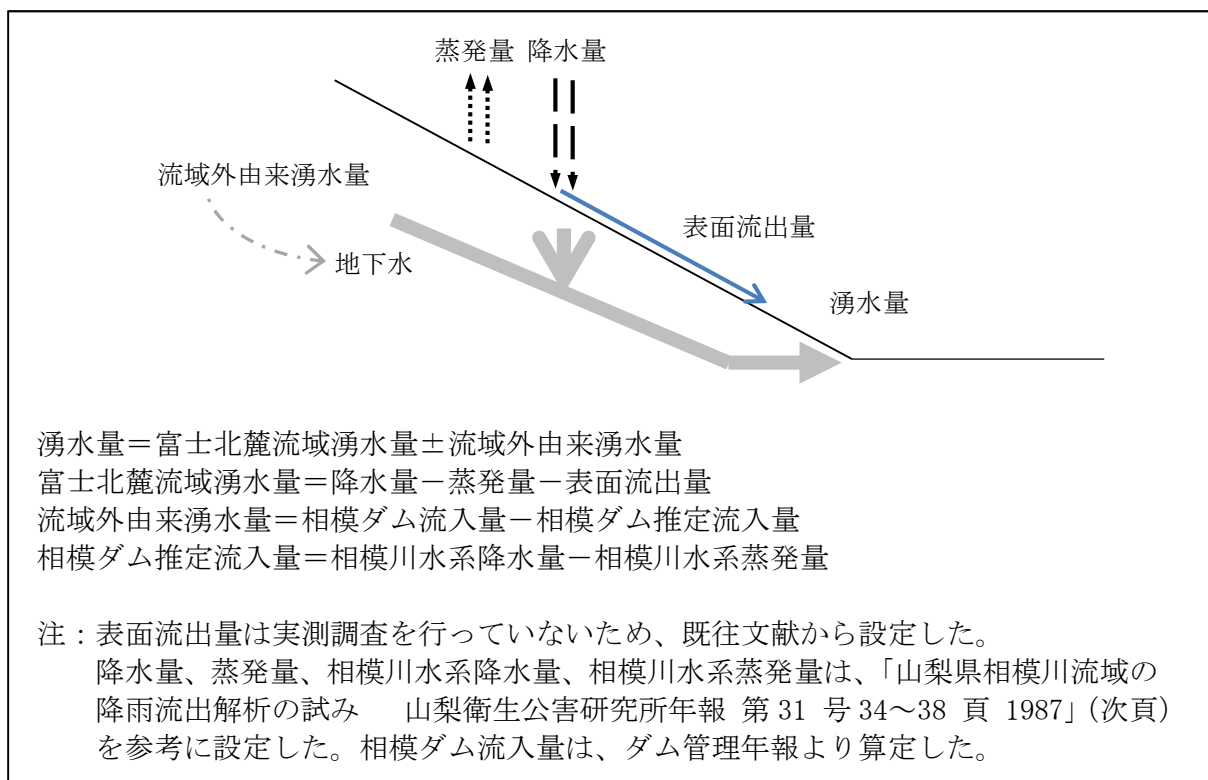 蒸発量 降水量
流域外由来湧水量
表面流出量
地下水
湧水量
湧水量＝富士北麓流域湧水量±流域外由来湧水量
富士北麓流域湧水量＝降水量－蒸発量－表面流出量
流域外由来湧水量＝相模ダム流入量－相模ダム推定流入量
相模ダム推定流入量＝相模川水系降水量－相模川水系蒸発量
注：表面流出量は実測調査を行っていないため、既往文献から設定した。
降水量、蒸発量、相模川水系降水量、相模川水系蒸発量は、「山梨県相模川流域の
降雨流出解析の試み　山梨衛生公害研究所年報 第31 号34～38 頁 1987」（次頁）
を参考に設定した。相模ダム流入量は、ダム管理年報より算定した。